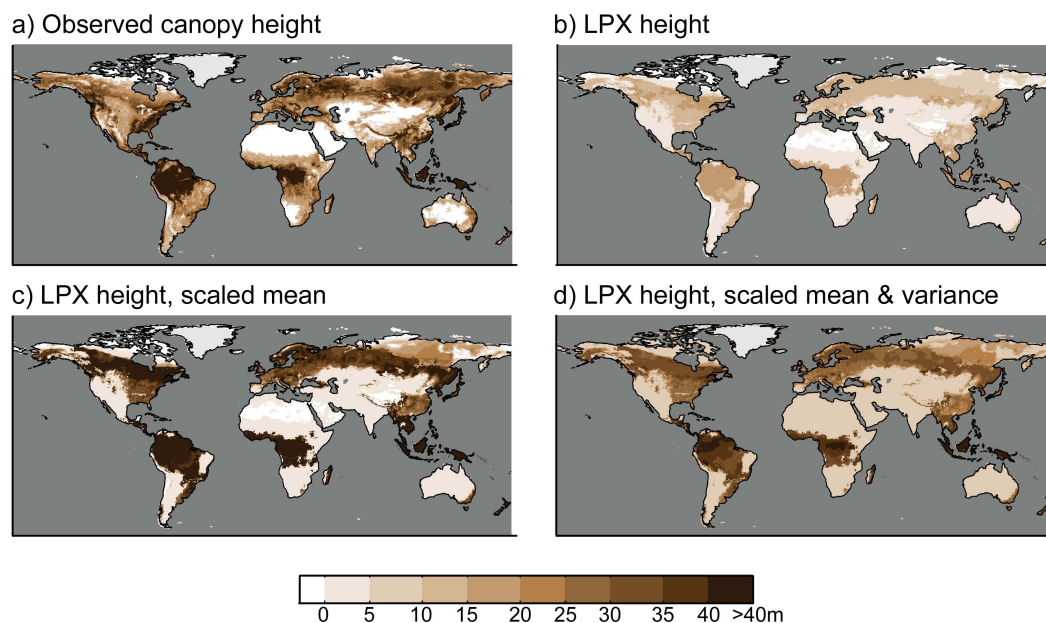 a) Observed canopy height
b) LPX height
c) LPX height, scaled mean
d) LPX height, scaled mean & variance
0 5 10 15 20 25 30 35 40 >40m